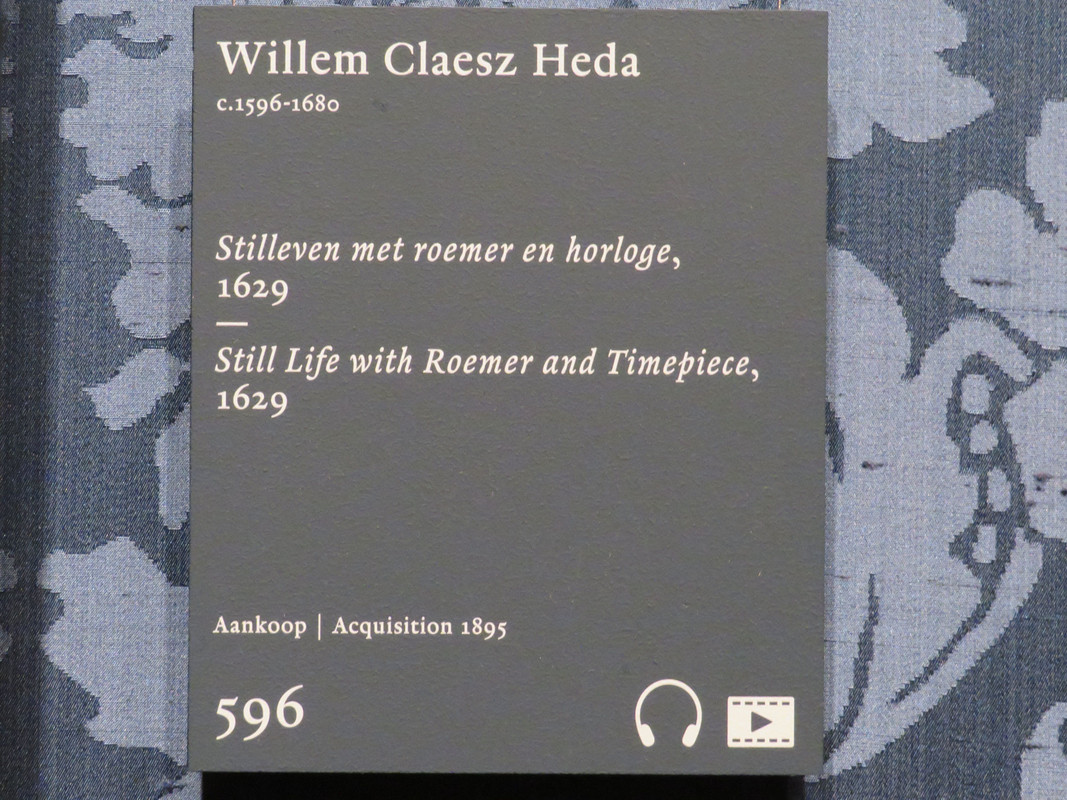 Willem Claesz Heda
c.1596-1680
Stilleven met roemer en horloge,
1629
—
Still Life with Roemer and Timepiece,
1629
Aankoop | Acquisition 1895
596